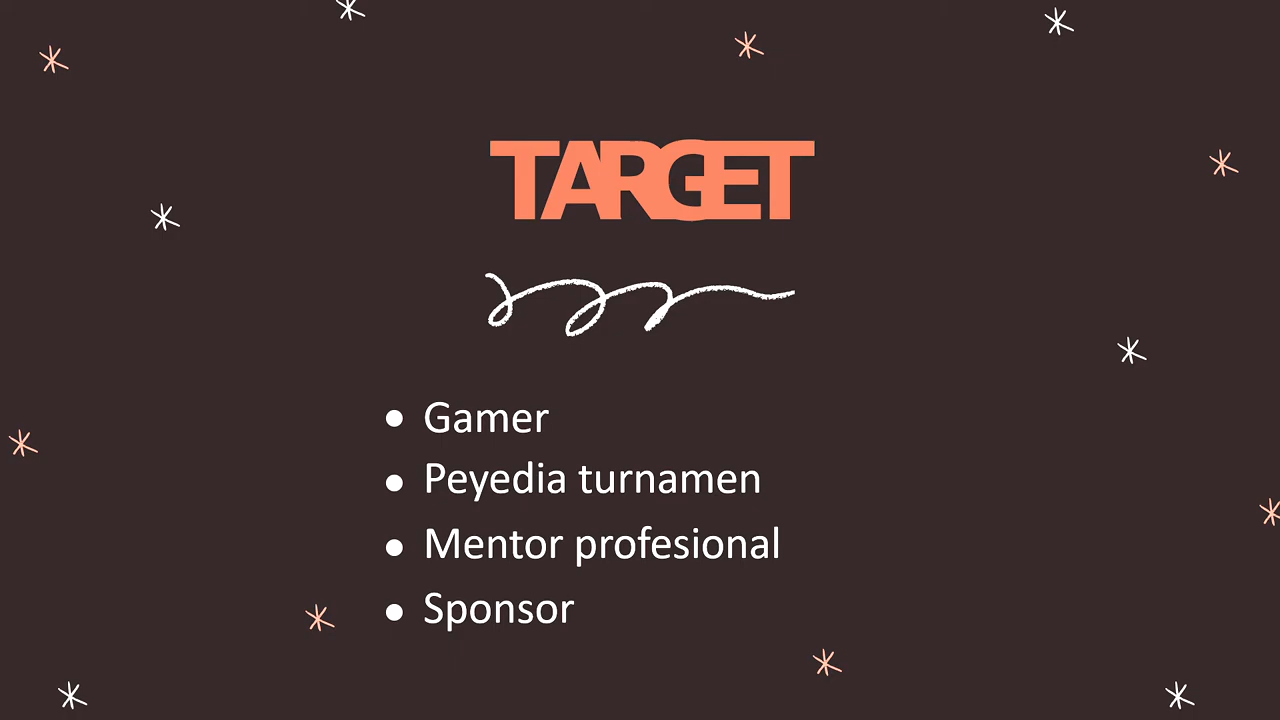 TARGET
• Gamer
• Peyedia turnamen
• Mentor profesional
• Sponsor